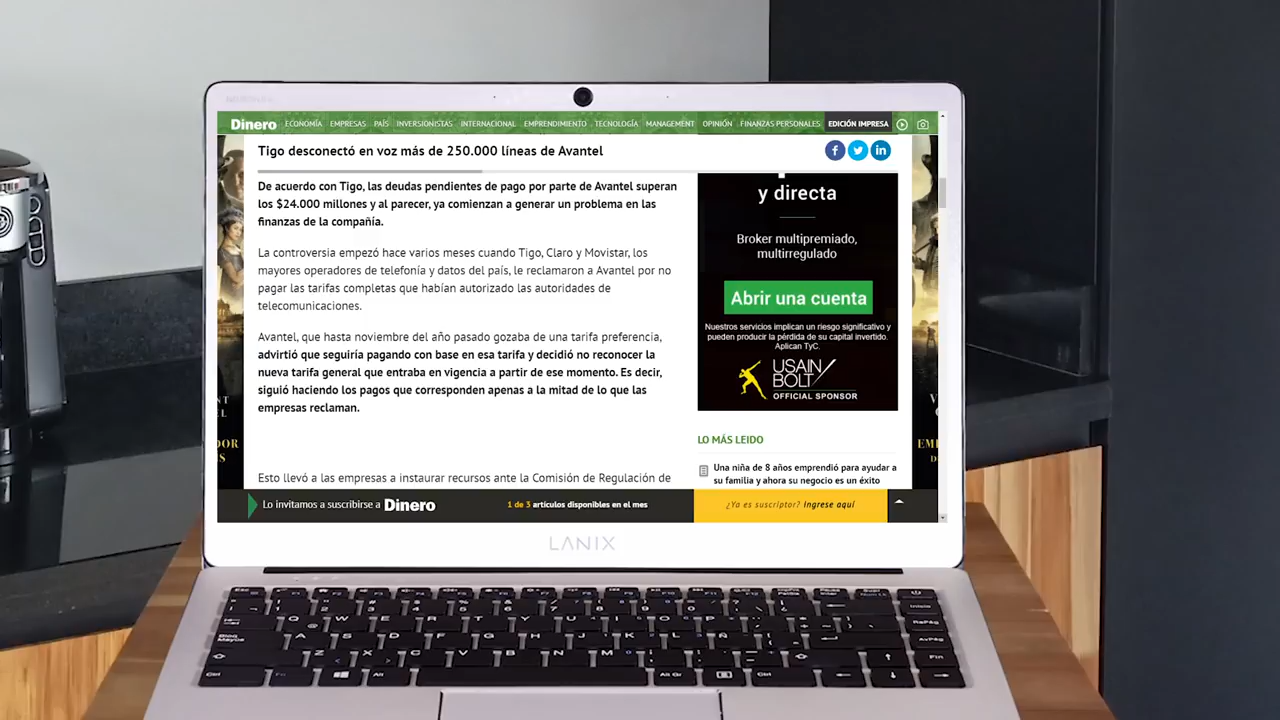 Dinero ECONOMÍA EMPRESAS PAÍS INVERSIONISTAS INTERNACIONAL EMPRENDIMIENTO TECNOLOGÍA MANAGEMENT OPINIÓN FINANZAS PERSONALES EDICIÓN IMPRESA
Tigo desconectó en voz más de 250.000 líneas de Avantel
De acuerdo con Tigo, las deudas pendientes de pago por parte de Avantel superan
los $24.000 millones y al parecer, ya comienzan a generar un problema en las
finanzas de la compañía.
La controversia empezó hace varios meses cuando Tigo, Claro y Movistar, los
mayores operadores de telefonía y datos del país, le reclamaron a Avantel por no
pagar las tarifas completas que habían autorizado las autoridades de
telecomunicaciones.
Avantel, que hasta noviembre del año pasado gozaba de una tarifa preferencia,
advirtió que seguiría pagando con base en esa tarifa y decidió no reconocer la
nueva tarifa general que entraba en vigencia a partir de ese momento. Es decir,
siguió haciendo los pagos que corresponden apenas a la mitad de lo que las
empresas reclaman.
Esto llevó a las empresas a instaurar recursos ante la Comisión de Regulación de
y directa
Broker multipremiado,
multirregulado
Abrir una cuenta
Nuestros servicios implican un riesgo significativo y
pueden producir la pérdida de su capital invertido.
Aplican TyC.
USAIN
BOLT
OFFICIAL SPONSOR
LO MÁS LEIDO
Una niña de 8 años emprendió para ayudar a
su familia y ahora su negocio es un éxito
Lo invitamos a suscribirse a Dinero 1 de 3 artículos disponibles en el mes ¿Ya es suscriptor? Ingrese aquí
LANIX
Q W E R T Y U I O P
A S D F G H J K L Ñ
Z X C V B N M
Ctrl Fn Alt Alt Gr Ctrl
Inicio
RePág
AvPág
Fin